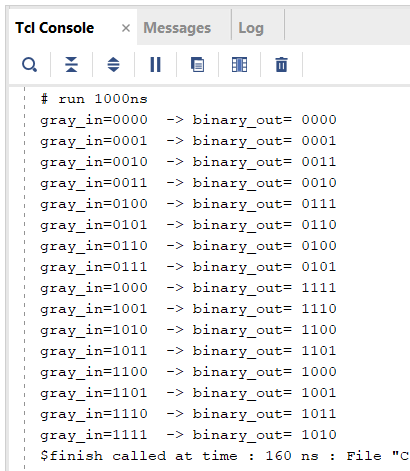 Tcl Console × Messages Log
# run 1000ns
gray_in=0000  -> binary_out= 0000
gray_in=0001  -> binary_out= 0001
gray_in=0010  -> binary_out= 0011
gray_in=0011  -> binary_out= 0010
gray_in=0100  -> binary_out= 0111
gray_in=0101  -> binary_out= 0110
gray_in=0110  -> binary_out= 0100
gray_in=0111  -> binary_out= 0101
gray_in=1000  -> binary_out= 1111
gray_in=1001  -> binary_out= 1110
gray_in=1010  -> binary_out= 1100
gray_in=1011  -> binary_out= 1101
gray_in=1100  -> binary_out= 1000
gray_in=1101  -> binary_out= 1001
gray_in=1110  -> binary_out= 1011
gray_in=1111  -> binary_out= 1010
$finish called at time : 160 ns : File "C